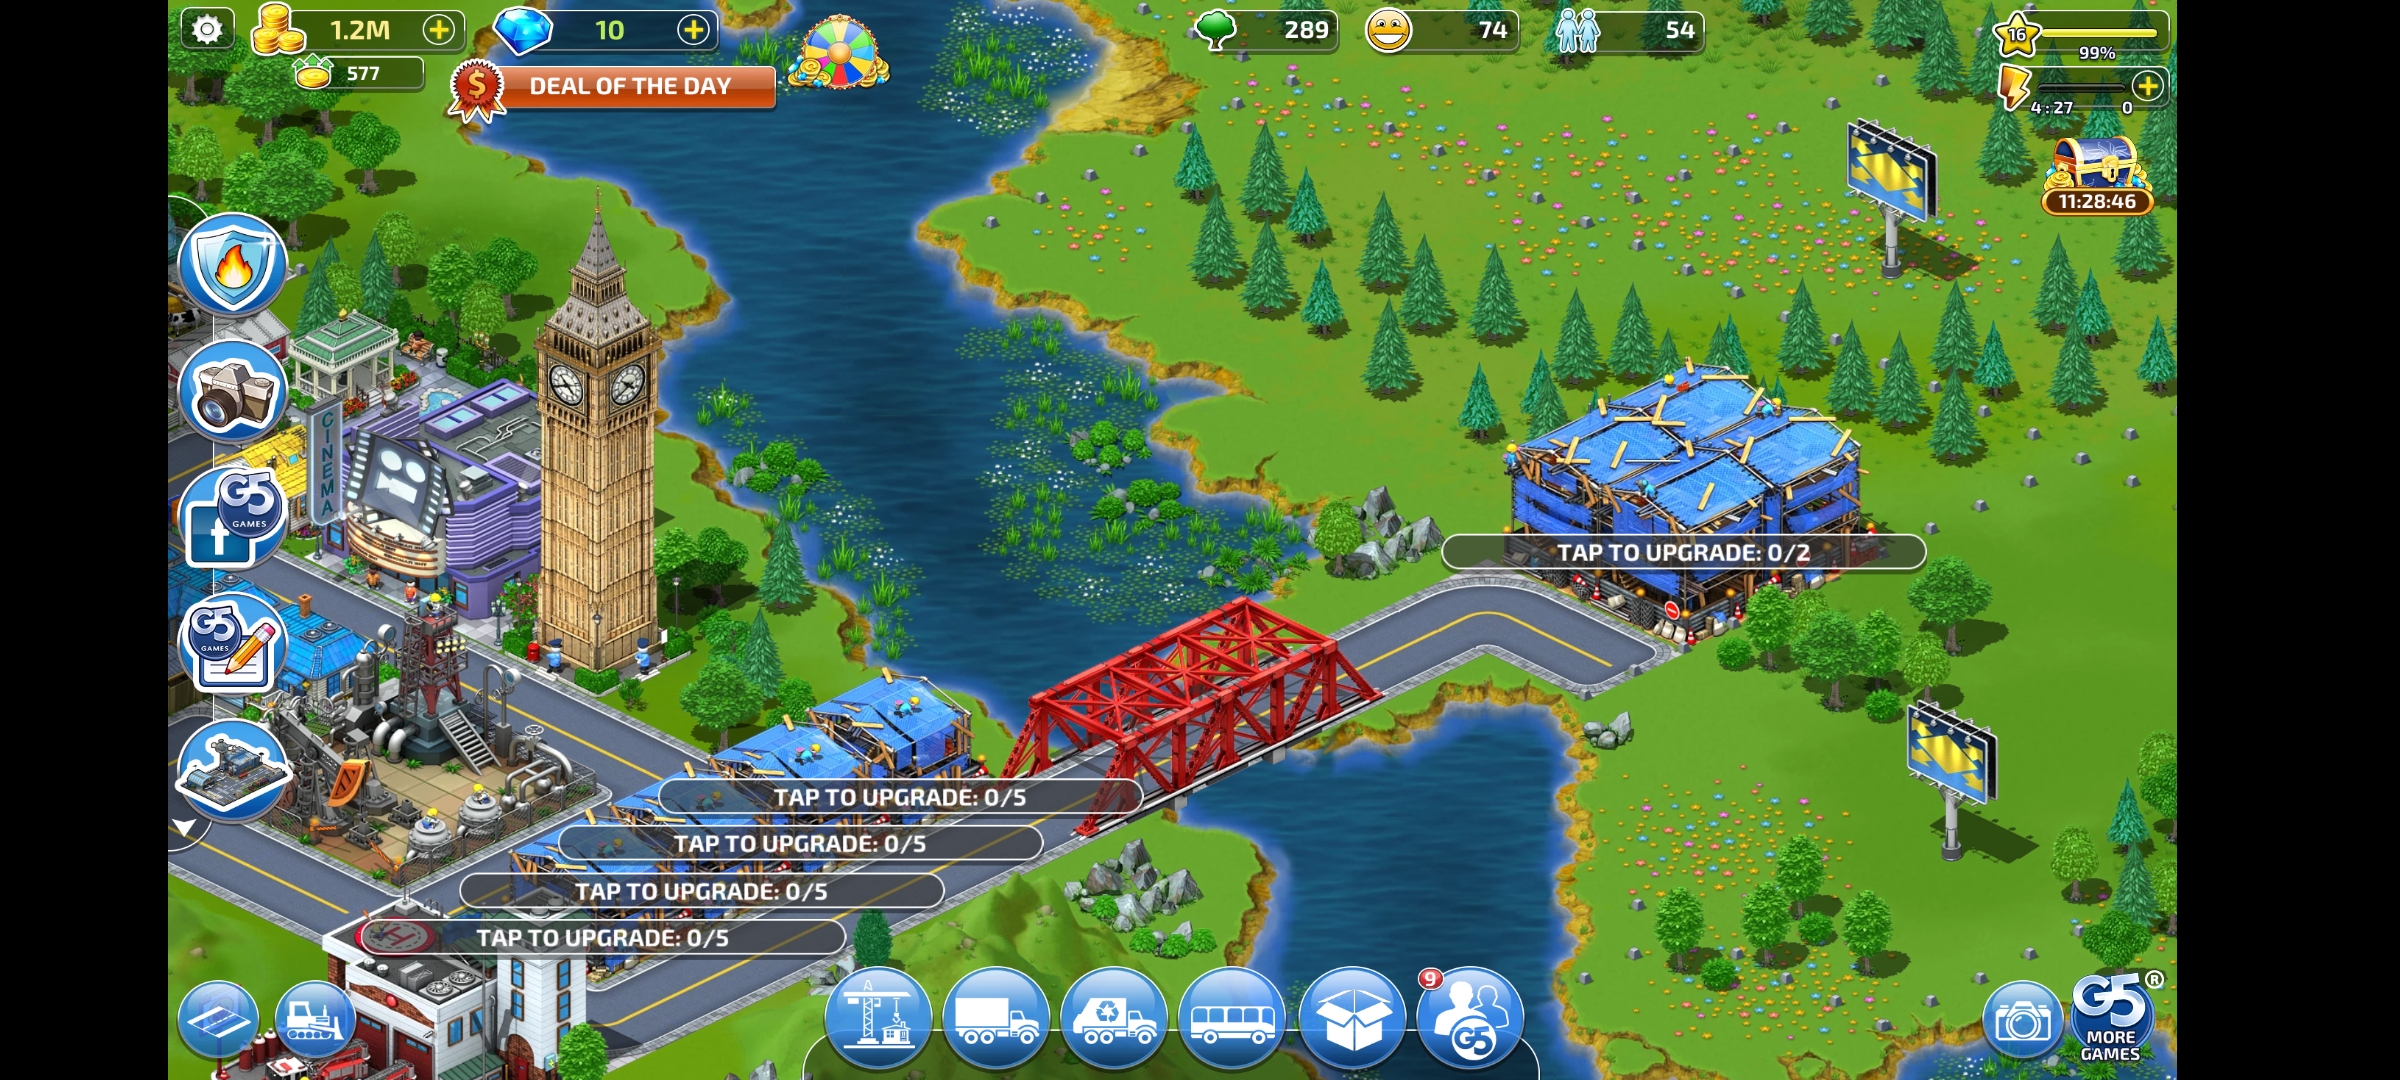 1.2M
10
289
74
54
16
99%
577
DEAL OF THE DAY
4:27
0
11:28:46
CINEMA
G5
GAMES
f
TAP TO UPGRADE: 0/2
G5
GAMES
TAP TO UPGRADE: 0/5
TAP TO UPGRADE: 0/5
TAP TO UPGRADE: 0/5
TAP TO UPGRADE: 0/5
H
9
G5
G5®
MORE
GAMES